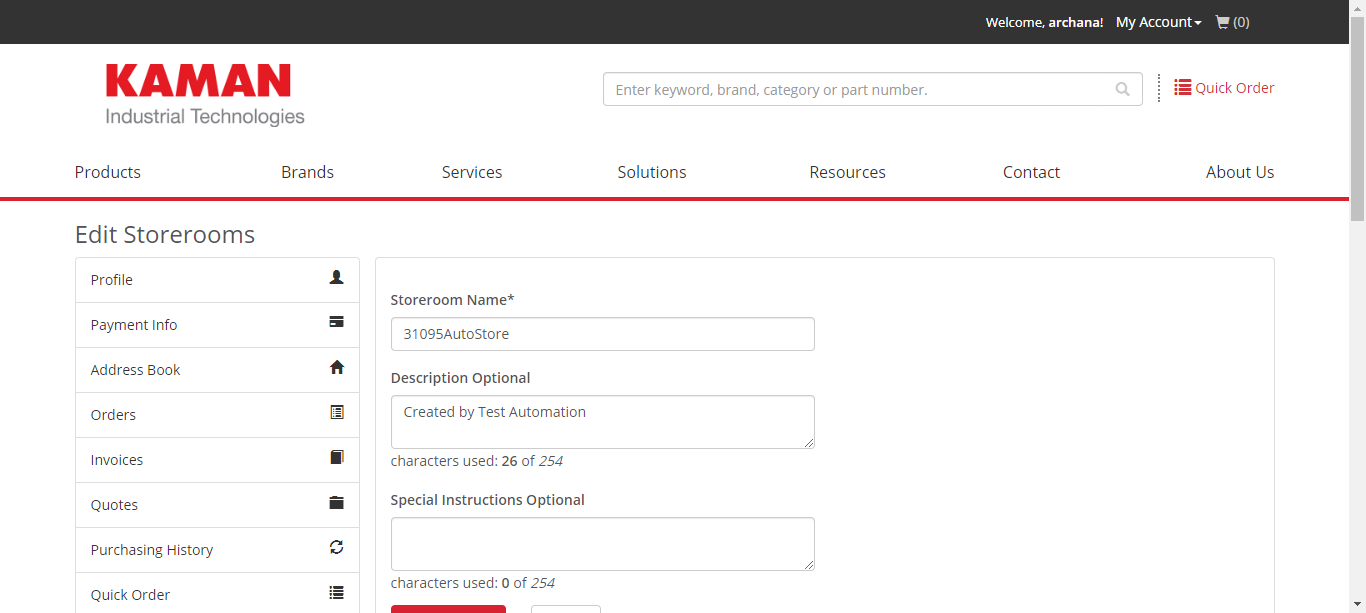 Welcome, archana! My Account (0)
KAMAN
Industrial Technologies
Enter keyword, brand, category or part number.
Quick Order
Products Brands Services Solutions Resources Contact About Us
Edit Storerooms
Profile
Payment Info
Address Book
Orders
Invoices
Quotes
Purchasing History
Quick Order
Storeroom Name*
31095AutoStore
Description Optional
Created by Test Automation
characters used: 26 of 254
Special Instructions Optional
characters used: 0 of 254